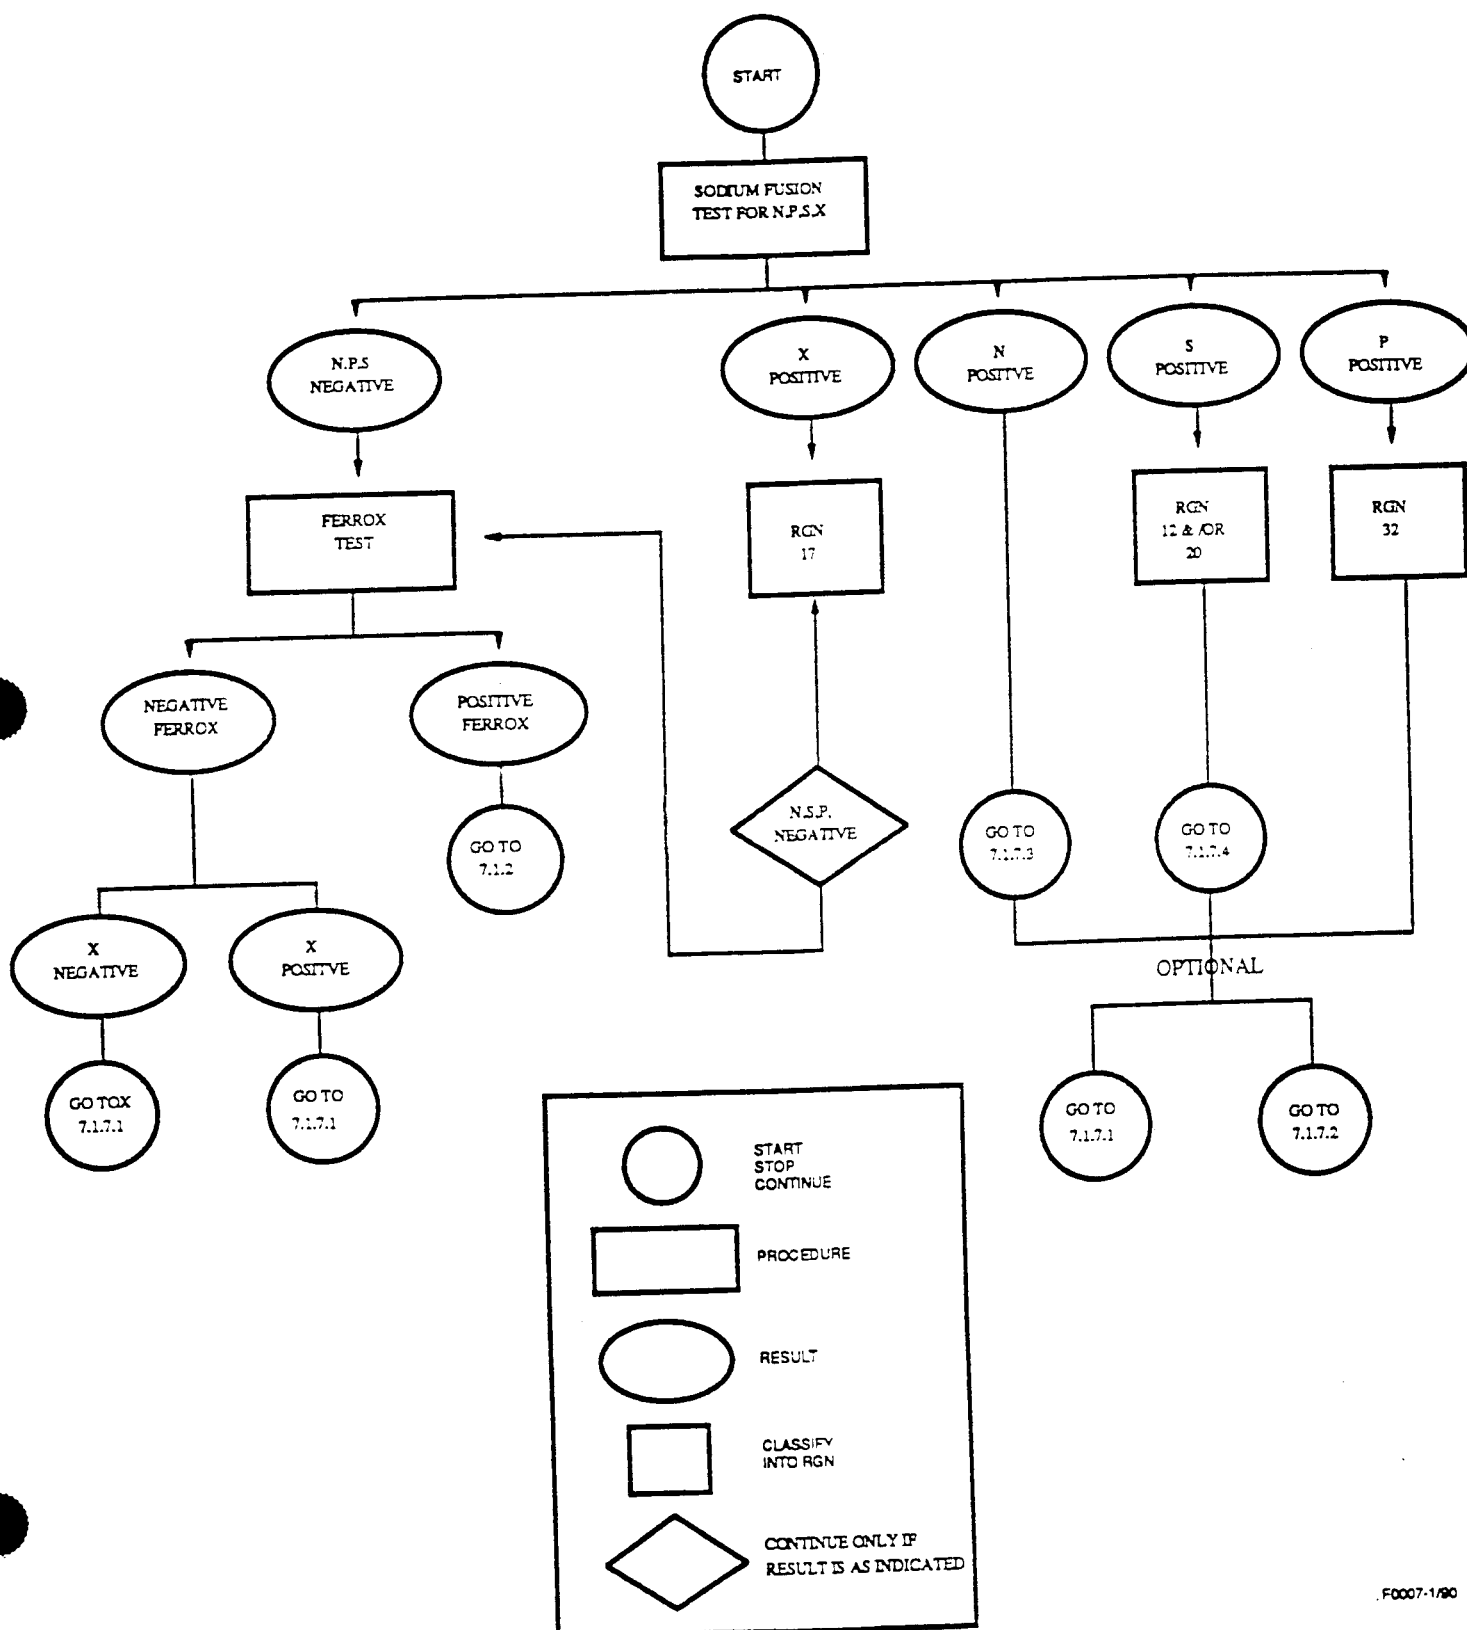 START
SODIUM FUSION
TEST FOR N.P.S.X
N.P.S
NEGATIVE
X
POSITIVE
N
POSITIVE
S
POSITIVE
P
POSITIVE
FERROX
TEST
RGN
17
RGN
12 & /OR
20
RGN
32
NEGATIVE
FERROX
POSITIVE
FERROX
GO TO
7.1.2
N.S.P.
NEGATIVE
GO TO
7.1.7.3
GO TO
7.1.7.4
X
NEGATIVE
X
POSITVE
OPTIONAL
GO TOX
7.1.7.1
GO TO
7.1.7.1
GO TO
7.1.7.1
GO TO
7.1.7.2
START
STOP
CONTINUE
PROCEDURE
RESULT
CLASSIFY
INTO RGN
CONTINUE ONLY IF
RESULT IS AS INDICATED
F0007-1/90